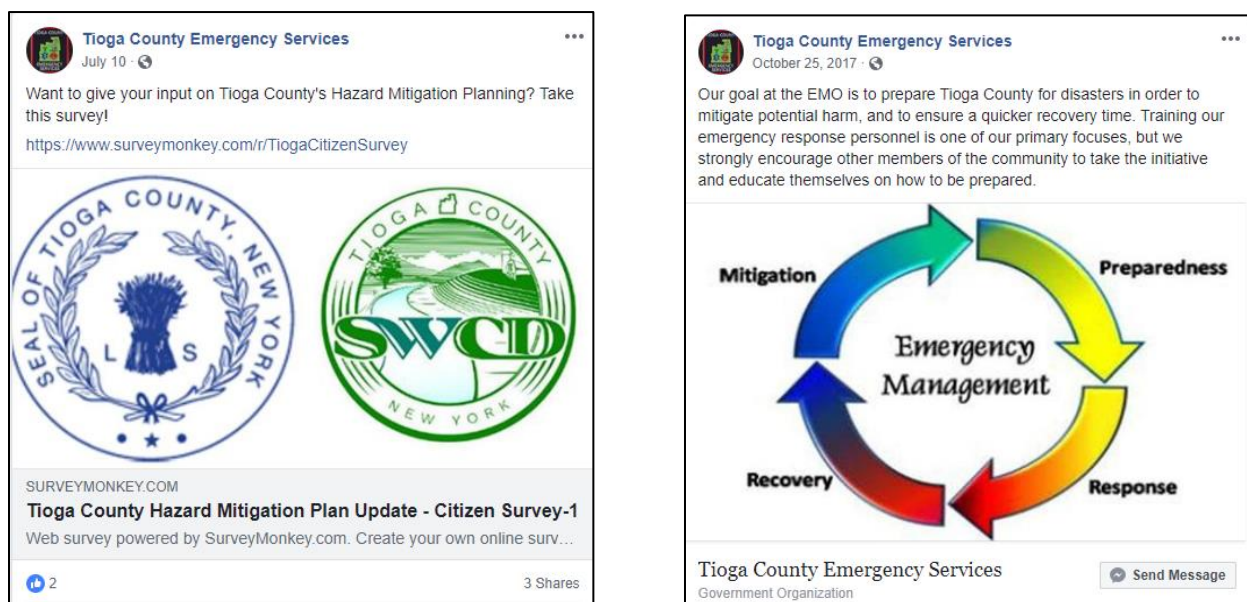 Tioga County Emergency Services
July 10 ·
Want to give your input on Tioga County's Hazard Mitigation Planning? Take
this survey!
https://www.surveymonkey.com/r/TiogaCitizenSurvey
SEAL OF TIOGA COUNTY, NEW YORK
L S
TIOGA COUNTY
SWCD
NEW YORK
SURVEYMONKEY.COM
Tioga County Hazard Mitigation Plan Update - Citizen Survey-1
Web survey powered by SurveyMonkey.com. Create your own online surv...
2
3 Shares
Tioga County Emergency Services
October 25, 2017 ·
Our goal at the EMO is to prepare Tioga County for disasters in order to
mitigate potential harm, and to ensure a quicker recovery time. Training our
emergency response personnel is one of our primary focuses, but we
strongly encourage other members of the community to take the initiative
and educate themselves on how to be prepared.
Mitigation
Preparedness
Emergency
Management
Recovery
Response
Tioga County Emergency Services
Government Organization
Send Message